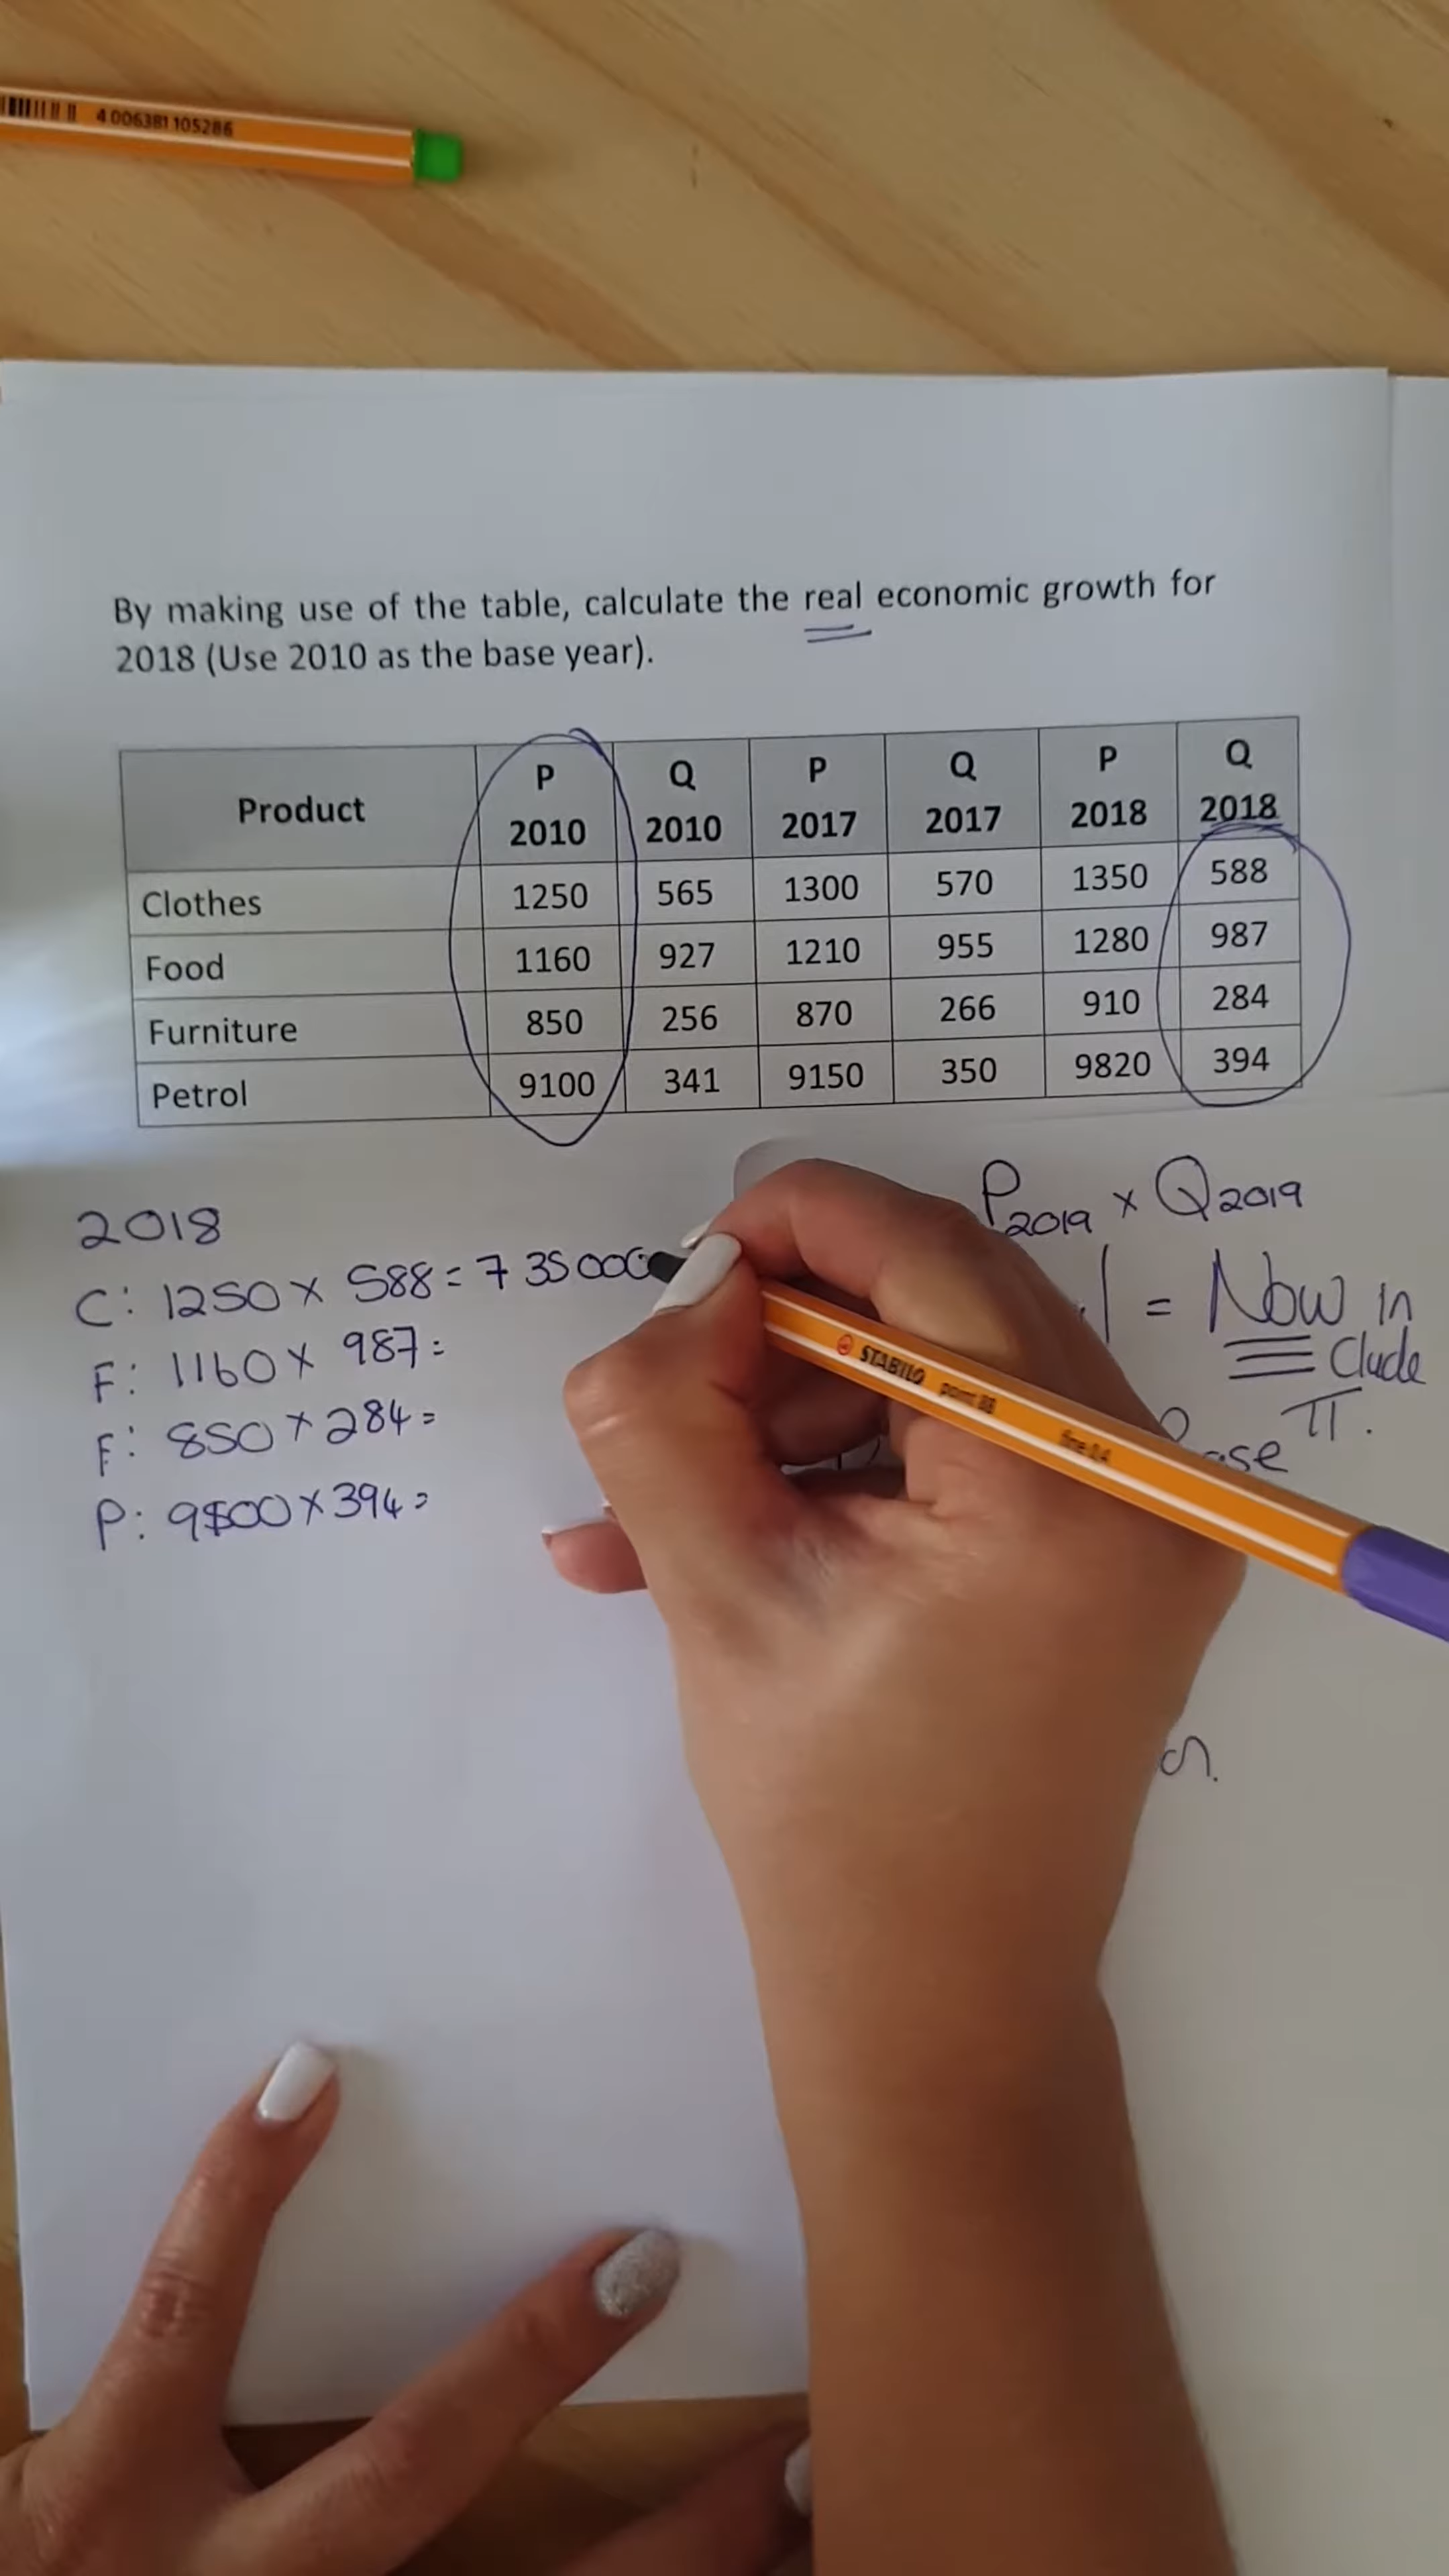 4 006381 105286
By making use of the table, calculate the real economic growth for
2018 (Use 2010 as the base year).
Product P 2010 Q 2010 P 2017 Q 2017 P 2018 Q 2018
Clothes 1250 565 1300 570 1350 588
Food 1160 927 1210 955 1280 987
Furniture 850 256 870 266 910 284
Petrol 9100 341 9150 350 9820 394
P2019 x Q2019
2018
C: 1250 x 588 = 735000
= Now in
clude
π.
F: 1160 x 987 =
F: 850 x 284 =
P: 9100 x 394 =
STABILO point 88 fine 0.4